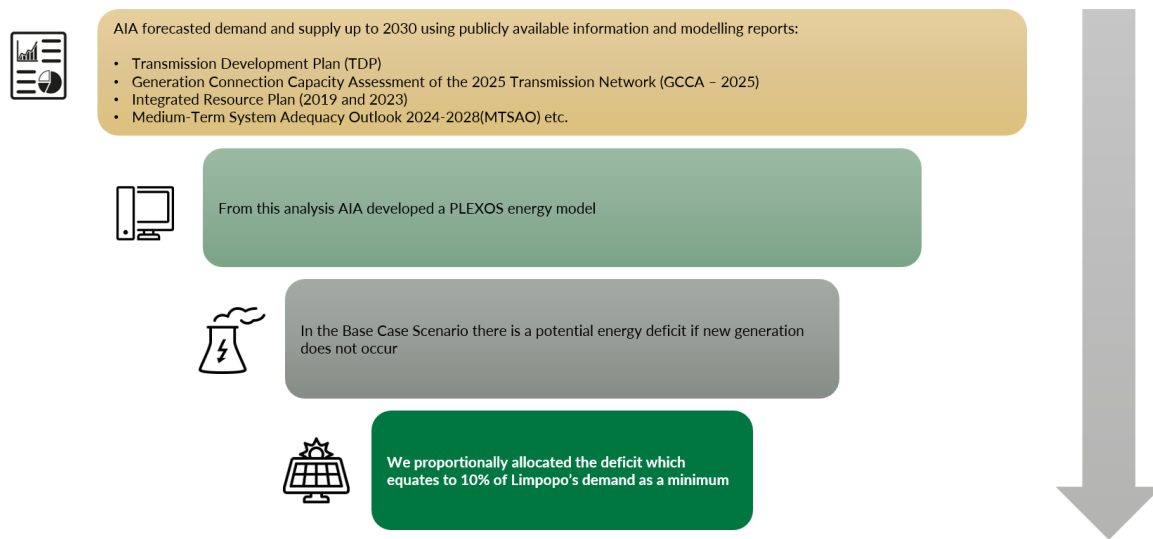 AIA forecasted demand and supply up to 2030 using publicly available information and modelling reports:
• Transmission Development Plan (TDP)
• Generation Connection Capacity Assessment of the 2025 Transmission Network (GCCA – 2025)
• Integrated Resource Plan (2019 and 2023)
• Medium-Term System Adequacy Outlook 2024-2028(MTSAO) etc.
From this analysis AIA developed a PLEXOS energy model
In the Base Case Scenario there is a potential energy deficit if new generation
does not occur
We proportionally allocated the deficit which
equates to 10% of Limpopo's demand as a minimum